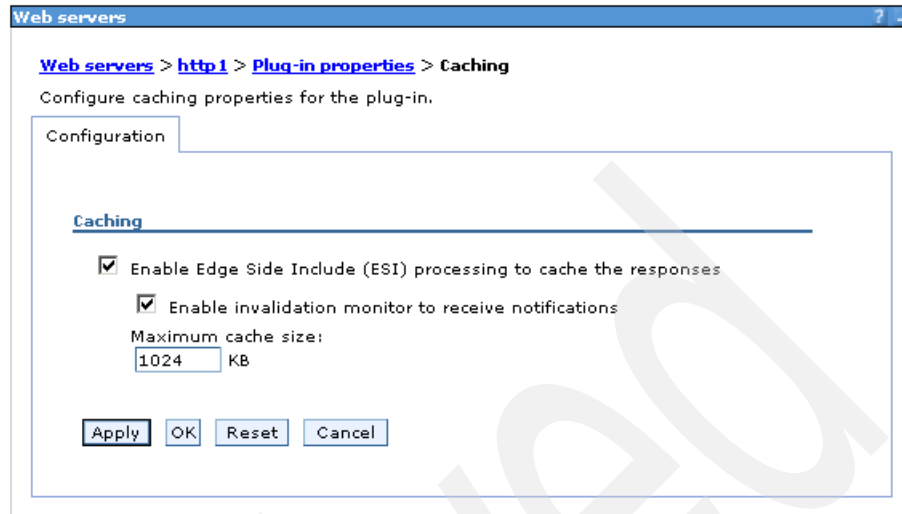 Web servers ? -
Web servers > http1 > Plug-in properties > Caching
Configure caching properties for the plug-in.
Configuration
Caching
Enable Edge Side Include (ESI) processing to cache the responses
Enable invalidation monitor to receive notifications
Maximum cache size:
1024 KB
Apply OK Reset Cancel